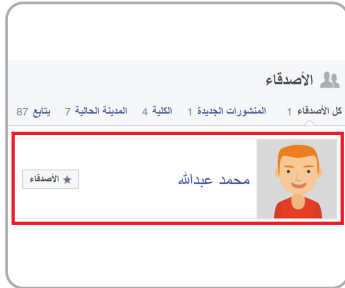 الأصدقاء
كل الأصدقاء 1 المنشورات الجديدة 1 الكلية 4 المدينة الحالية 7 يتابع 87
محمد عبدالله
الأصدقاء